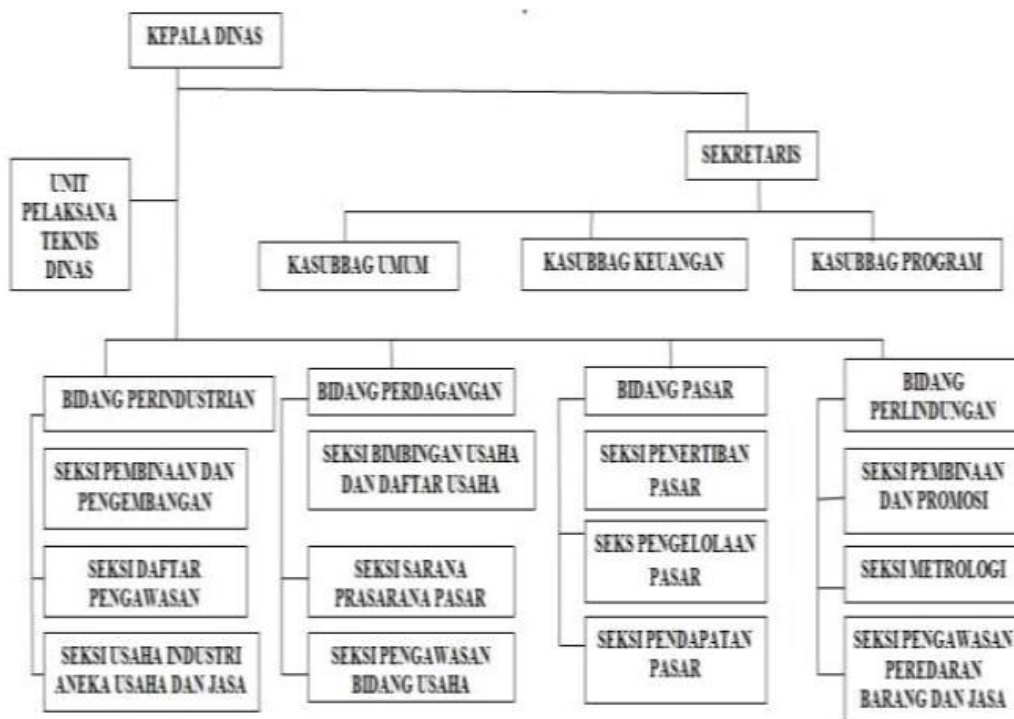 KEPALA DINAS
SEKRETARIS
UNIT
PELAKSANA
TEKNIS
DINAS
KASUBBAG UMUM
KASUBBAG KEUANGAN
KASUBBAG PROGRAM
BIDANG PERINDUSTRIAN
SEKSI PEMBINAAN DAN
PENGEMBANGAN
SEKSI DAFTAR
PENGAWASAN
SEKSI USAHA INDUSTRI
ANEKA USAHA DAN JASA
BIDANG PERDAGANGAN
SEKSI BIMBINGAN USAHA
DAN DAFTAR USAHA
SEKSI SARANA
PRASARANA PASAR
SEKSI PENGAWASAN
BIDANG USAHA
BIDANG PASAR
SEKSI PENERTIBAN
PASAR
SEKS PENGELOLAAN
PASAR
SEKSI PENDAPATAN
PASAR
BIDANG
PERLINDUNGAN
SEKSI PEMBINAAN
DAN PROMOSI
SEKSI METROLOGI
SEKSI PENGAWASAN
PEREDARAN
BARANG DAN JASA